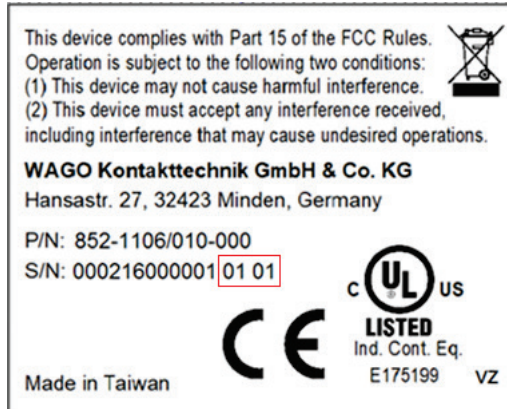 This device complies with Part 15 of the FCC Rules.
Operation is subject to the following two conditions:
(1) This device may not cause harmful interference.
(2) This device must accept any interference received,
including interference that may cause undesired operations.
WAGO Kontakttechnik GmbH & Co. KG
Hansastr. 27, 32423 Minden, Germany
P/N: 852-1106/010-000
S/N: 000216000001 01 01
C UL US
LISTED
CE
Ind. Cont. Eq.
E175199
VZ
Made in Taiwan